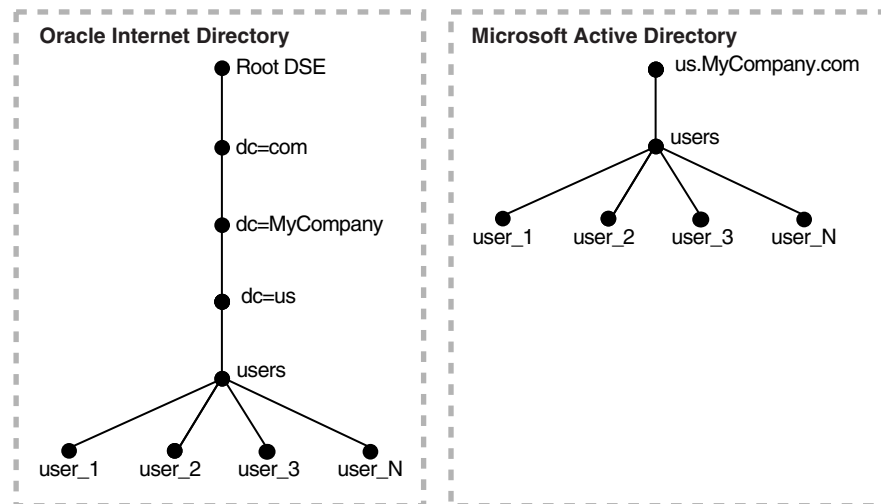 Oracle Internet Directory
Root DSE
dc=com
dc=MyCompany
dc=us
users
user_1
user_2
user_3
user_N
Microsoft Active Directory
us.MyCompany.com
users
user_1
user_2
user_3
user_N